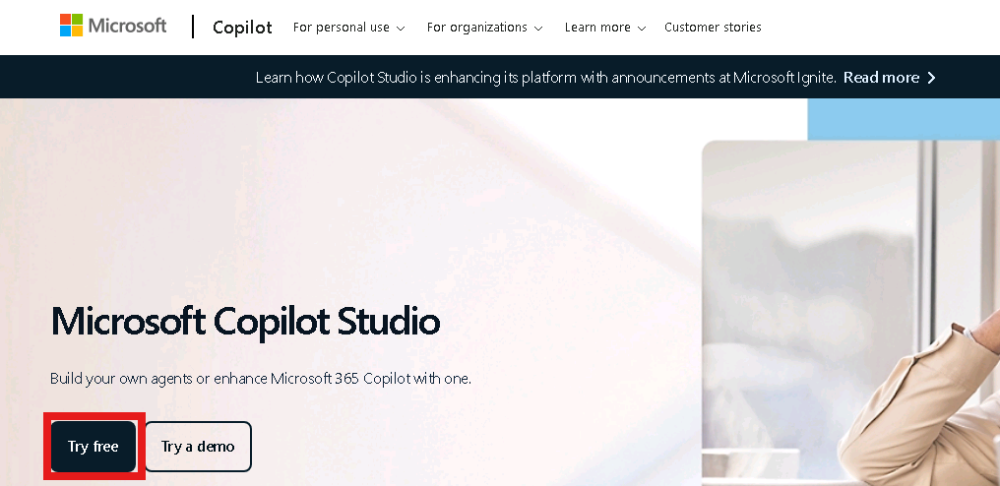 Microsoft Copilot For personal use For organizations Learn more Customer stories
Learn how Copilot Studio is enhancing its platform with announcements at Microsoft Ignite. Read more
Microsoft Copilot Studio
Build your own agents or enhance Microsoft 365 Copilot with one.
Try free Try a demo